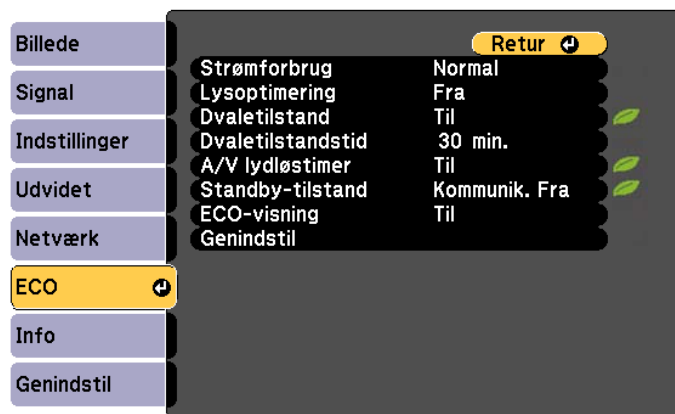 Billede
Signal
Indstillinger
Udvidet
Netværk
ECO
Info
Genindstil
Retur
Strømforbrug Normal
Lysoptimering Fra
Dvaletilstand Til
Dvaletilstandstid 30 min.
A/V lydløstimer Til
Standby-tilstand Kommunik. Fra
ECO-visning Til
Genindstil